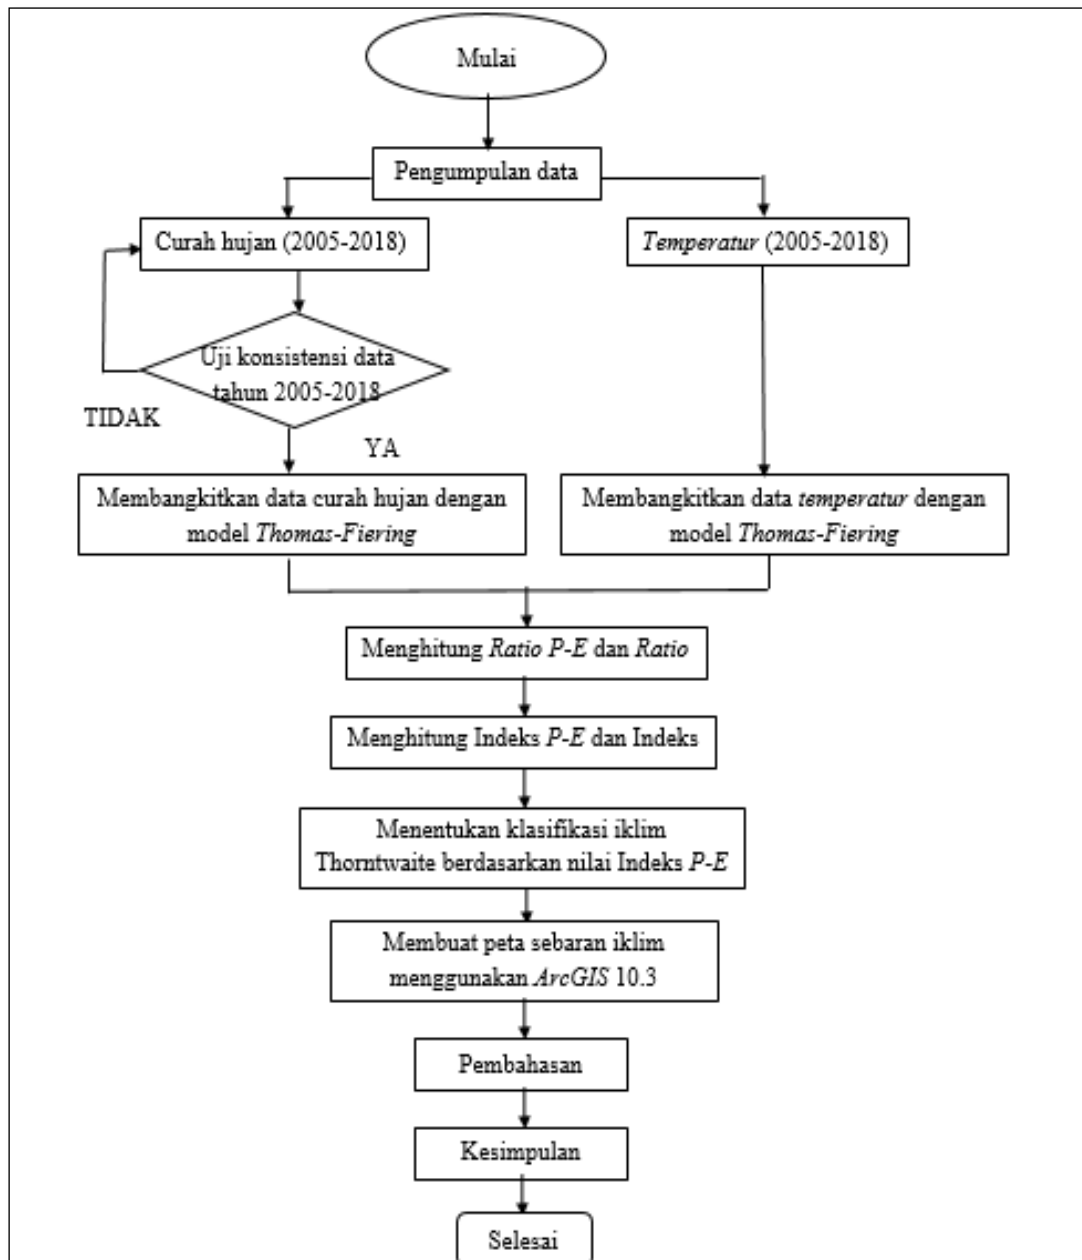 Mulai
Pengumpulan data
Curah hujan (2005-2018)
Temperatur (2005-2018)
Uji konsistensi data
tahun 2005-2018
TIDAK
YA
Membangkitkan data curah hujan dengan
model Thomas-Fiering
Membangkitkan data temperatur dengan
model Thomas-Fiering
Menghitung Ratio P-E dan Ratio
Menghitung Indeks P-E dan Indeks
Menentukan klasifikasi iklim
Thorntwaite berdasarkan nilai Indeks P-E
Membuat peta sebaran iklim
menggunakan ArcGIS 10.3
Pembahasan
Kesimpulan
Selesai